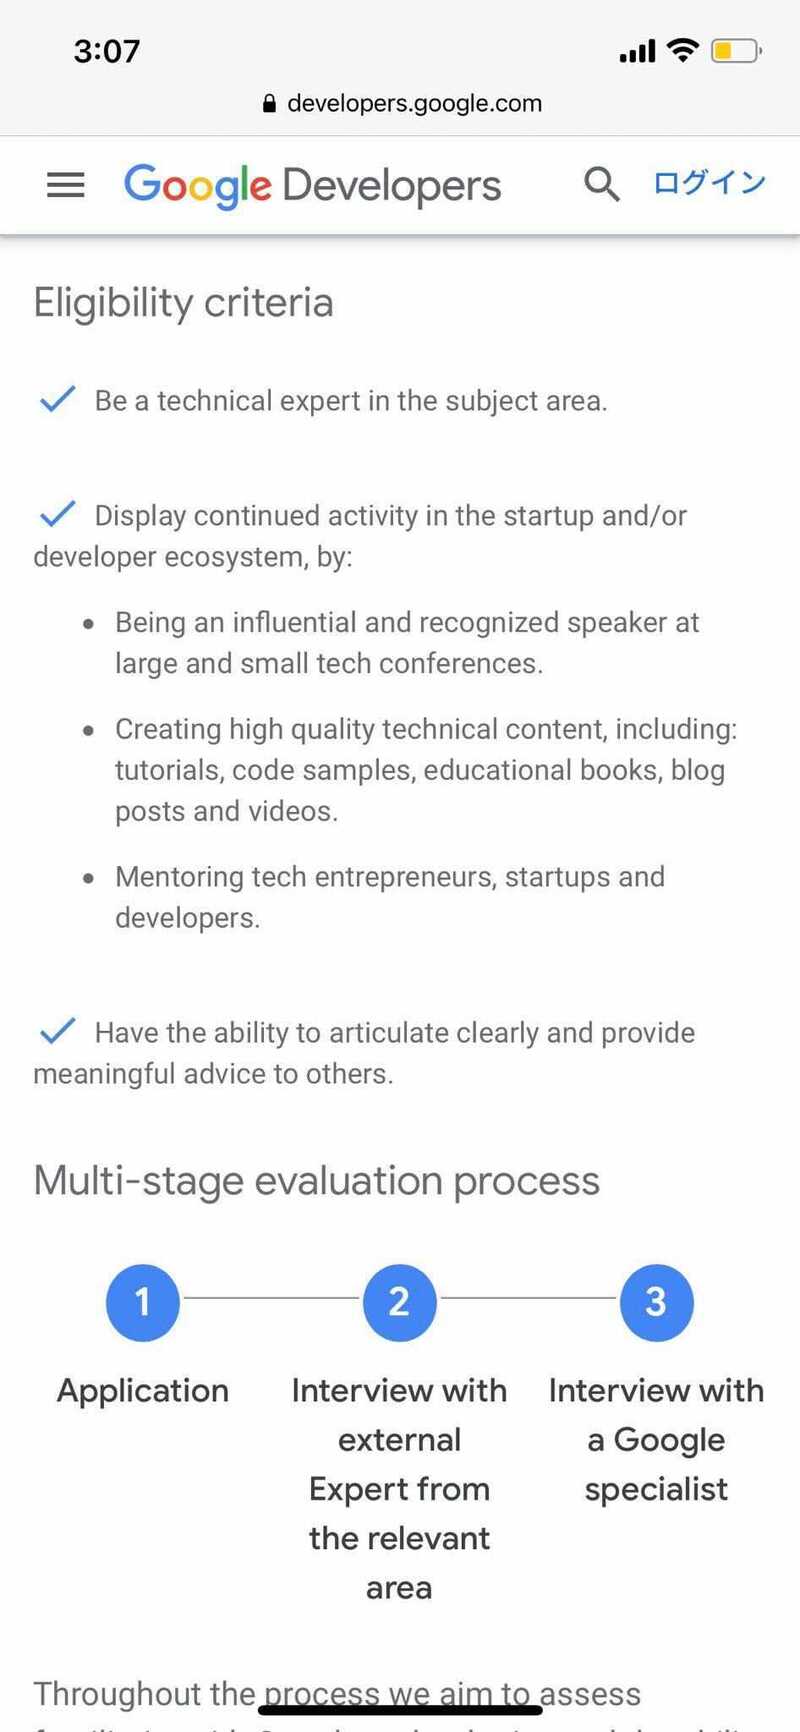 3:07
developers.google.com
Google Developers
ログイン
Eligibility criteria
Be a technical expert in the subject area.
Display continued activity in the startup and/or
developer ecosystem, by:
• Being an influential and recognized speaker at
large and small tech conferences.
• Creating high quality technical content, including:
tutorials, code samples, educational books, blog
posts and videos.
• Mentoring tech entrepreneurs, startups and
developers.
Have the ability to articulate clearly and provide
meaningful advice to others.
Multi-stage evaluation process
1
2
3
Application
Interview with
external
Expert from
the relevant
area
Interview with
a Google
specialist
Throughout the process we aim to assess